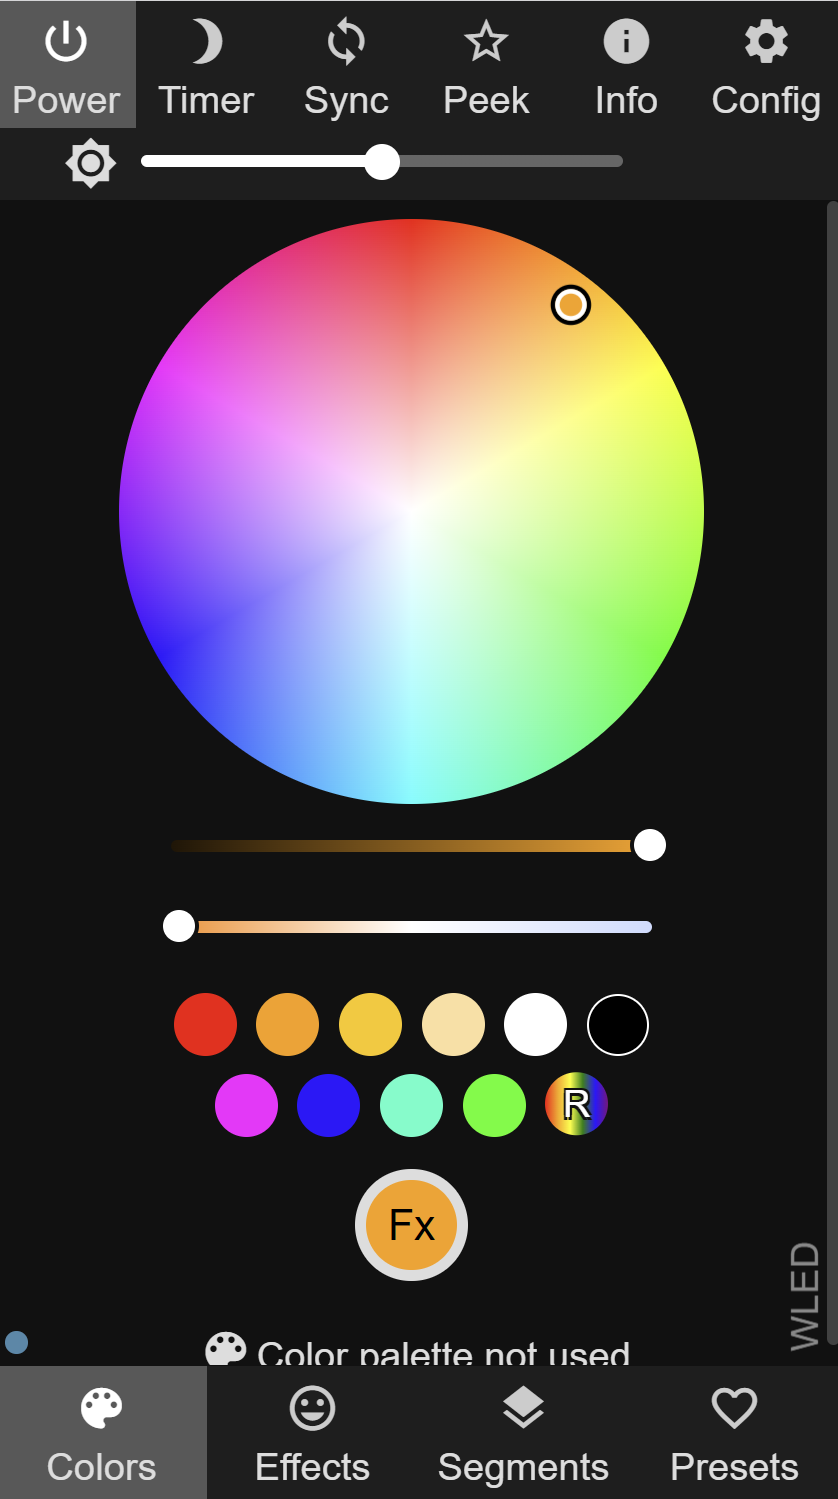 Power Timer Sync Peek Info Config
R
Fx
WLED
Color palette not used
Colors Effects Segments Presets